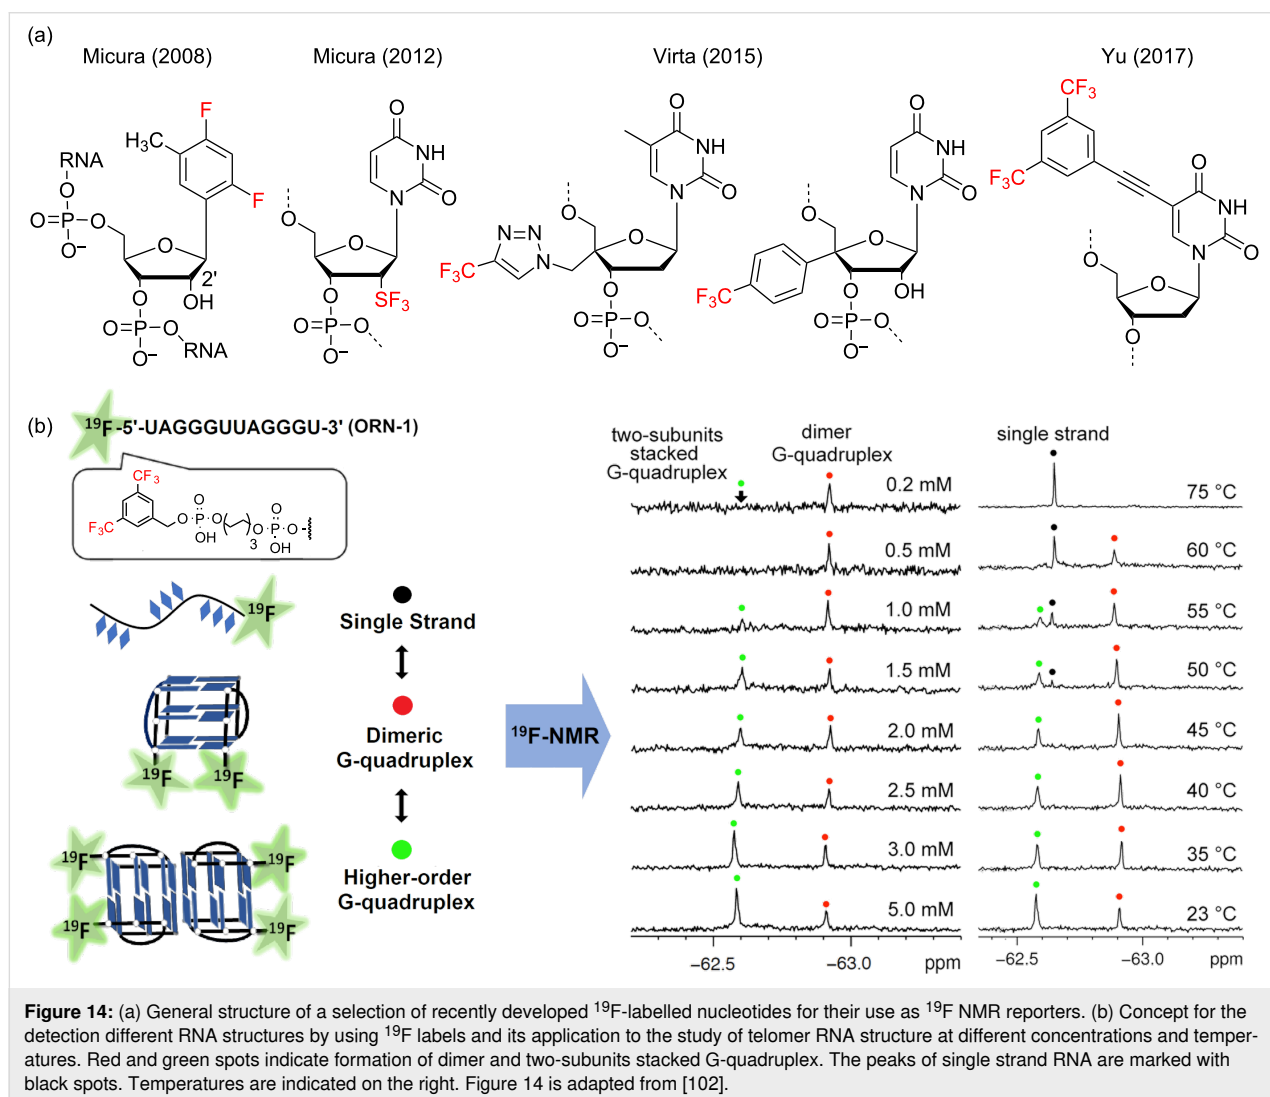 (a)
Micura (2008)
Micura (2012)
Virta (2015)
Yu (2017)
F
H₃C
F
RNA
O
O=P–O
O⁻
O
2'
OH
O
O=P–O
O⁻
RNA
O
NH
N
O
O
O
O
SF₃
O=P–O
O⁻
O
NH
N
O
O
O
N=N
N
F₃C
O
O=P–O
O⁻
O
NH
N
O
O
O
F₃C
O
OH
O=P–O
O⁻
CF₃
F₃C
O
NH
N
O
O
O
O
(b)
¹⁹F-5'-UAGGGUUAGGGU-3' (ORN-1)
CF₃
F₃C
O
O–P–O
OH
3
O
O–P–O
OH
¹⁹F
Single Strand
Dimeric
G-quadruplex
¹⁹F
¹⁹F
Higher-order
G-quadruplex
¹⁹F
¹⁹F
¹⁹F
¹⁹F
¹⁹F-NMR
two-subunits
stacked
G-quadruplex
dimer
G-quadruplex
single strand
0.2 mM
75 °C
0.5 mM
60 °C
1.0 mM
55 °C
1.5 mM
50 °C
2.0 mM
45 °C
2.5 mM
40 °C
3.0 mM
35 °C
5.0 mM
23 °C
−62.5
−63.0
ppm
−62.5
−63.0
ppm
Figure 14: (a) General structure of a selection of recently developed ¹⁹F-labelled nucleotides for their use as ¹⁹F NMR reporters. (b) Concept for the
detection different RNA structures by using ¹⁹F labels and its application to the study of telomer RNA structure at different concentrations and temper-
atures. Red and green spots indicate formation of dimer and two-subunits stacked G-quadruplex. The peaks of single strand RNA are marked with
black spots. Temperatures are indicated on the right. Figure 14 is adapted from [102].